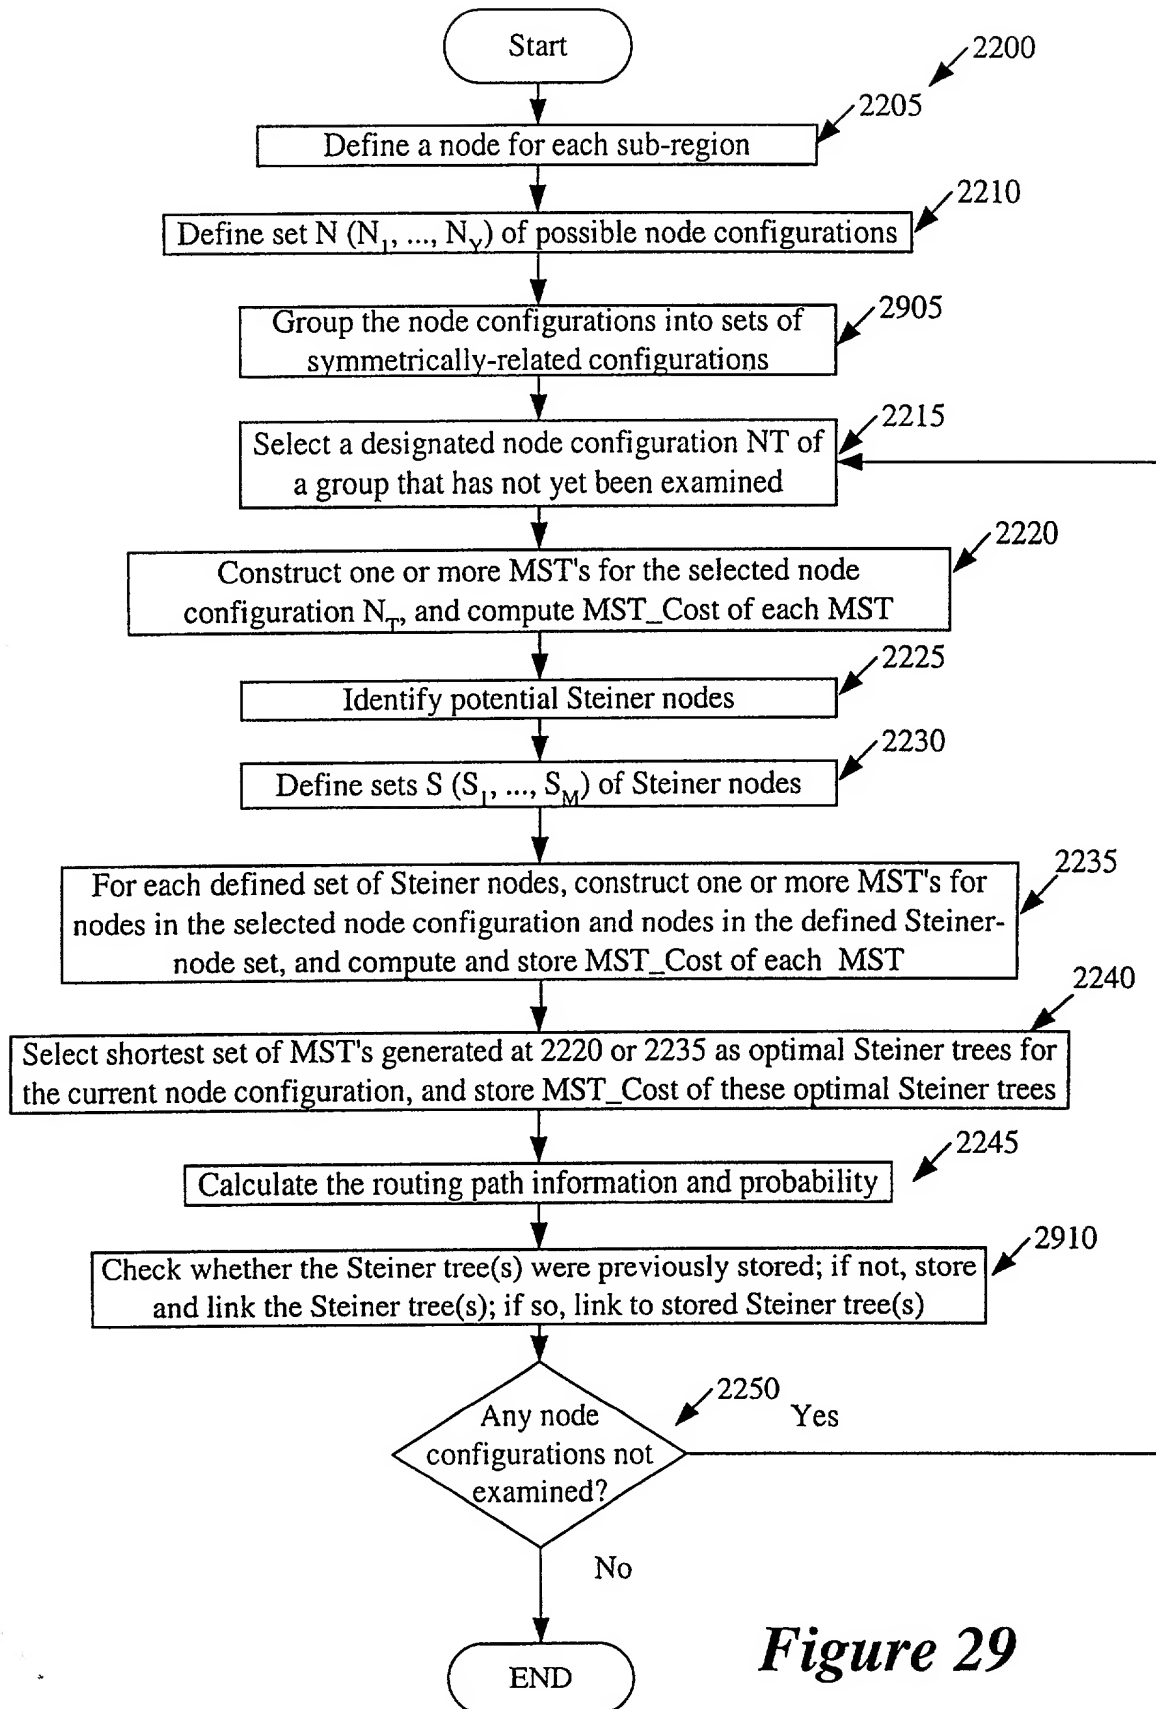 Start
2200
2205
Define a node for each sub-region
2210
Define set N (N1, ..., NY) of possible node configurations
2905
Group the node configurations into sets of
symmetrically-related configurations
2215
Select a designated node configuration NT of
a group that has not yet been examined
2220
Construct one or more MST's for the selected node
configuration NT, and compute MST_Cost of each MST
2225
Identify potential Steiner nodes
2230
Define sets S (S1, ..., SM) of Steiner nodes
2235
For each defined set of Steiner nodes, construct one or more MST's for
nodes in the selected node configuration and nodes in the defined Steiner-
node set, and compute and store MST_Cost of each MST
2240
Select shortest set of MST's generated at 2220 or 2235 as optimal Steiner trees for
the current node configuration, and store MST_Cost of these optimal Steiner trees
2245
Calculate the routing path information and probability
2910
Check whether the Steiner tree(s) were previously stored; if not, store
and link the Steiner tree(s); if so, link to stored Steiner tree(s)
2250
Yes
Any node
configurations not
examined?
No
END
Figure 29